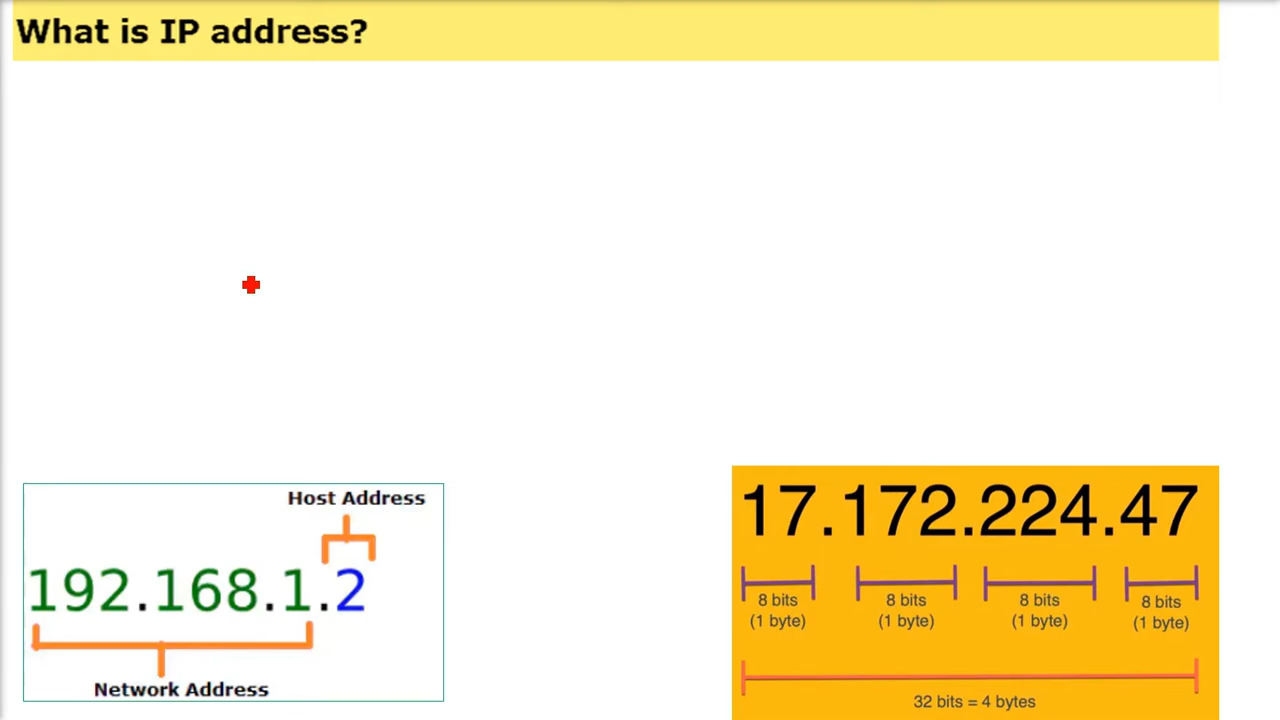 What is IP address?
Host Address
192.168.1.2
Network Address
17.172.224.47
8 bits 8 bits 8 bits 8 bits
(1 byte) (1 byte) (1 byte) (1 byte)
32 bits = 4 bytes